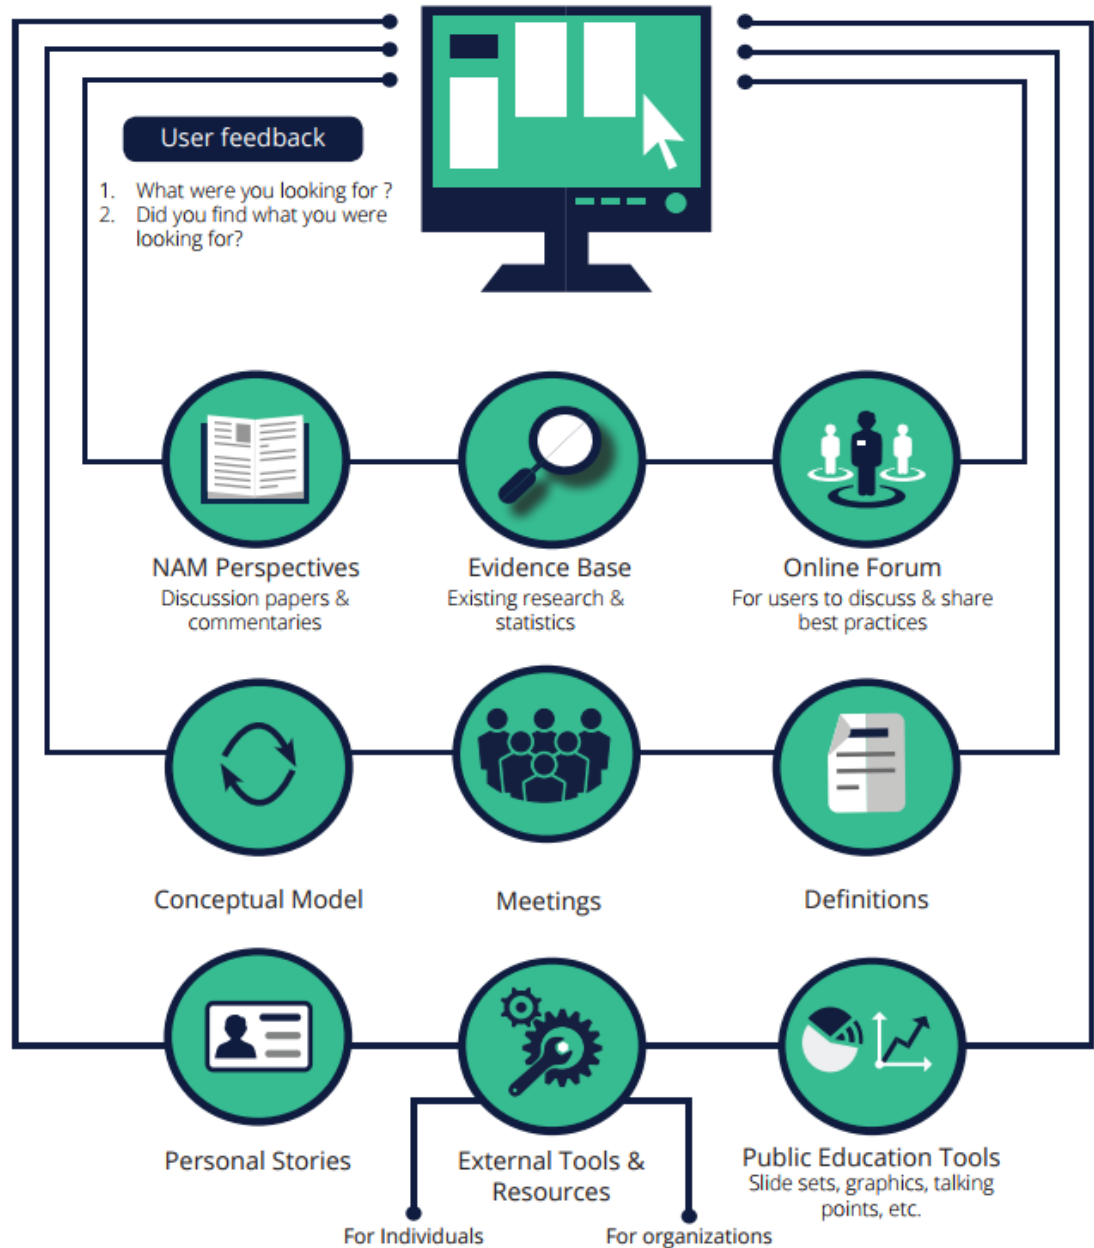 User feedback
1. What were you looking for ?
2. Did you find what you were
looking for?
NAM Perspectives
Discussion papers &
commentaries
Evidence Base
Existing research &
statistics
Online Forum
For users to discuss & share
best practices
Conceptual Model
Meetings
Definitions
Personal Stories
External Tools &
Resources
For Individuals
For organizations
Public Education Tools
Slide sets, graphics, talking
points, etc.